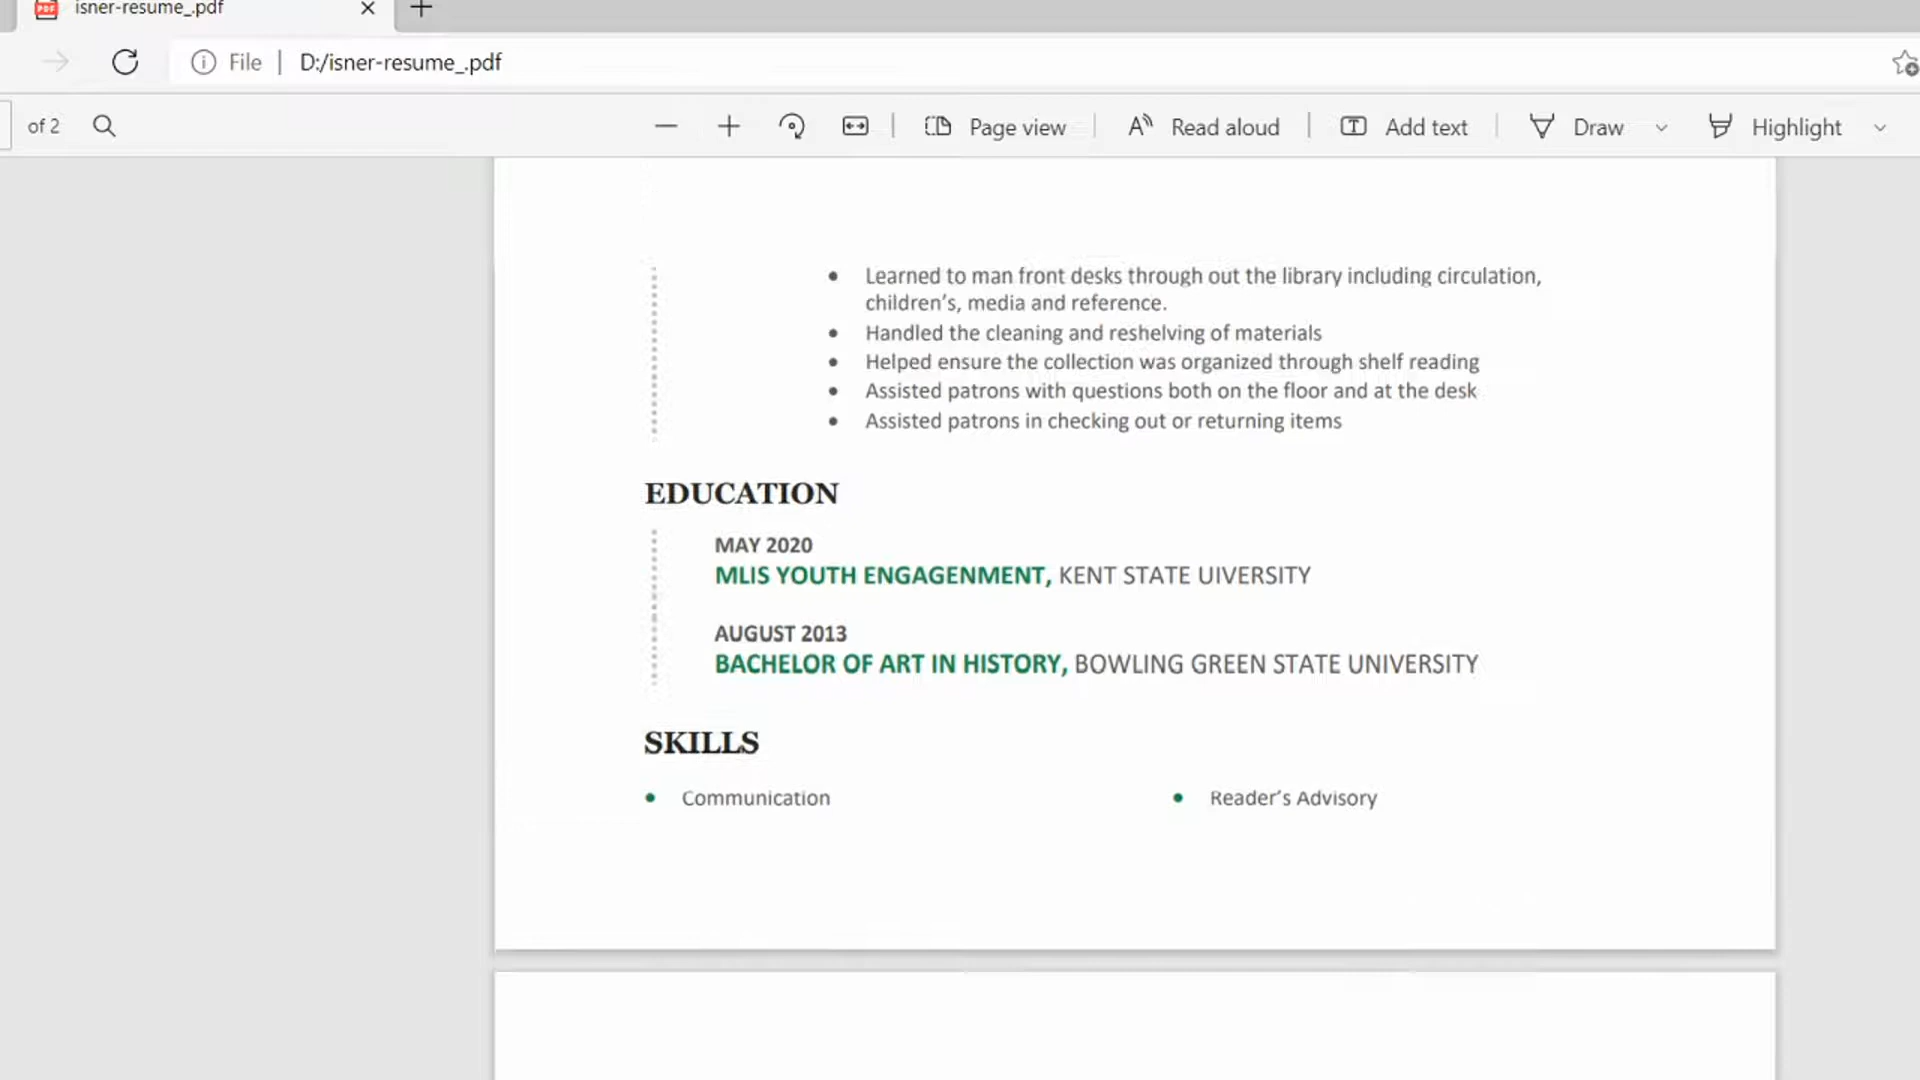 isner-resume_.pdf
File | D:/isner-resume_.pdf
of 2
Page view
Read aloud
Add text
Draw
Highlight
• Learned to man front desks through out the library including circulation,
children's, media and reference.
• Handled the cleaning and reshelving of materials
• Helped ensure the collection was organized through shelf reading
• Assisted patrons with questions both on the floor and at the desk
• Assisted patrons in checking out or returning items
EDUCATION
MAY 2020
MLIS YOUTH ENGAGENMENT, KENT STATE UIVERSITY
AUGUST 2013
BACHELOR OF ART IN HISTORY, BOWLING GREEN STATE UNIVERSITY
SKILLS
• Communication
• Reader's Advisory